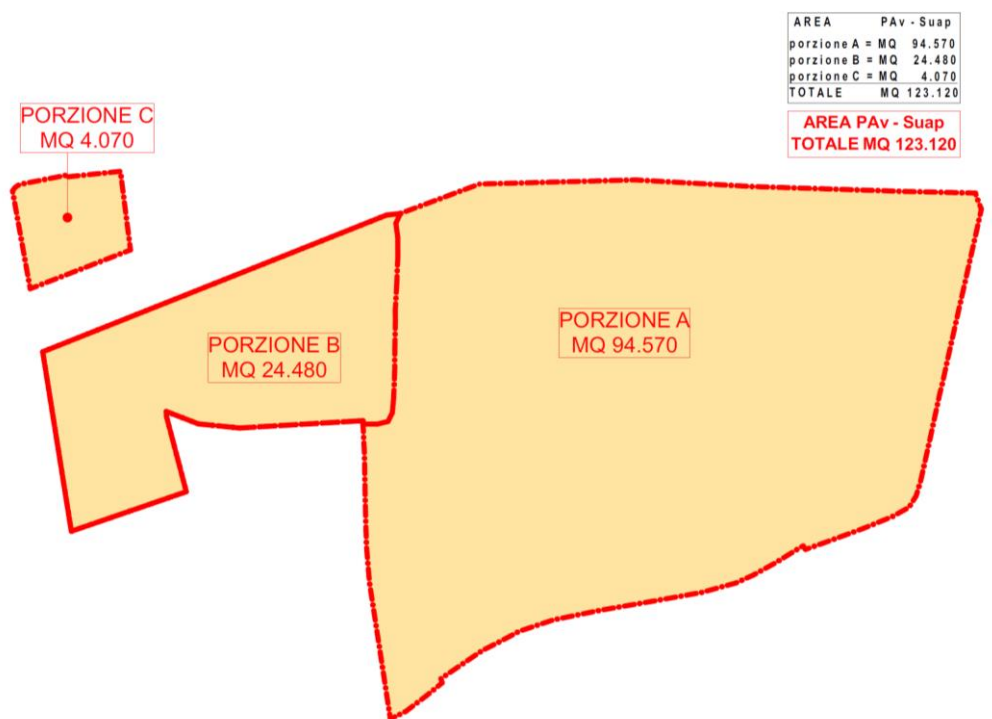 AREA PAv - Suap
porzione A = MQ 94.570
porzione B = MQ 24.480
porzione C = MQ 4.070
TOTALE MQ 123.120
AREA PAv - Suap
TOTALE MQ 123.120
PORZIONE C
MQ 4.070
PORZIONE B
MQ 24.480
PORZIONE A
MQ 94.570